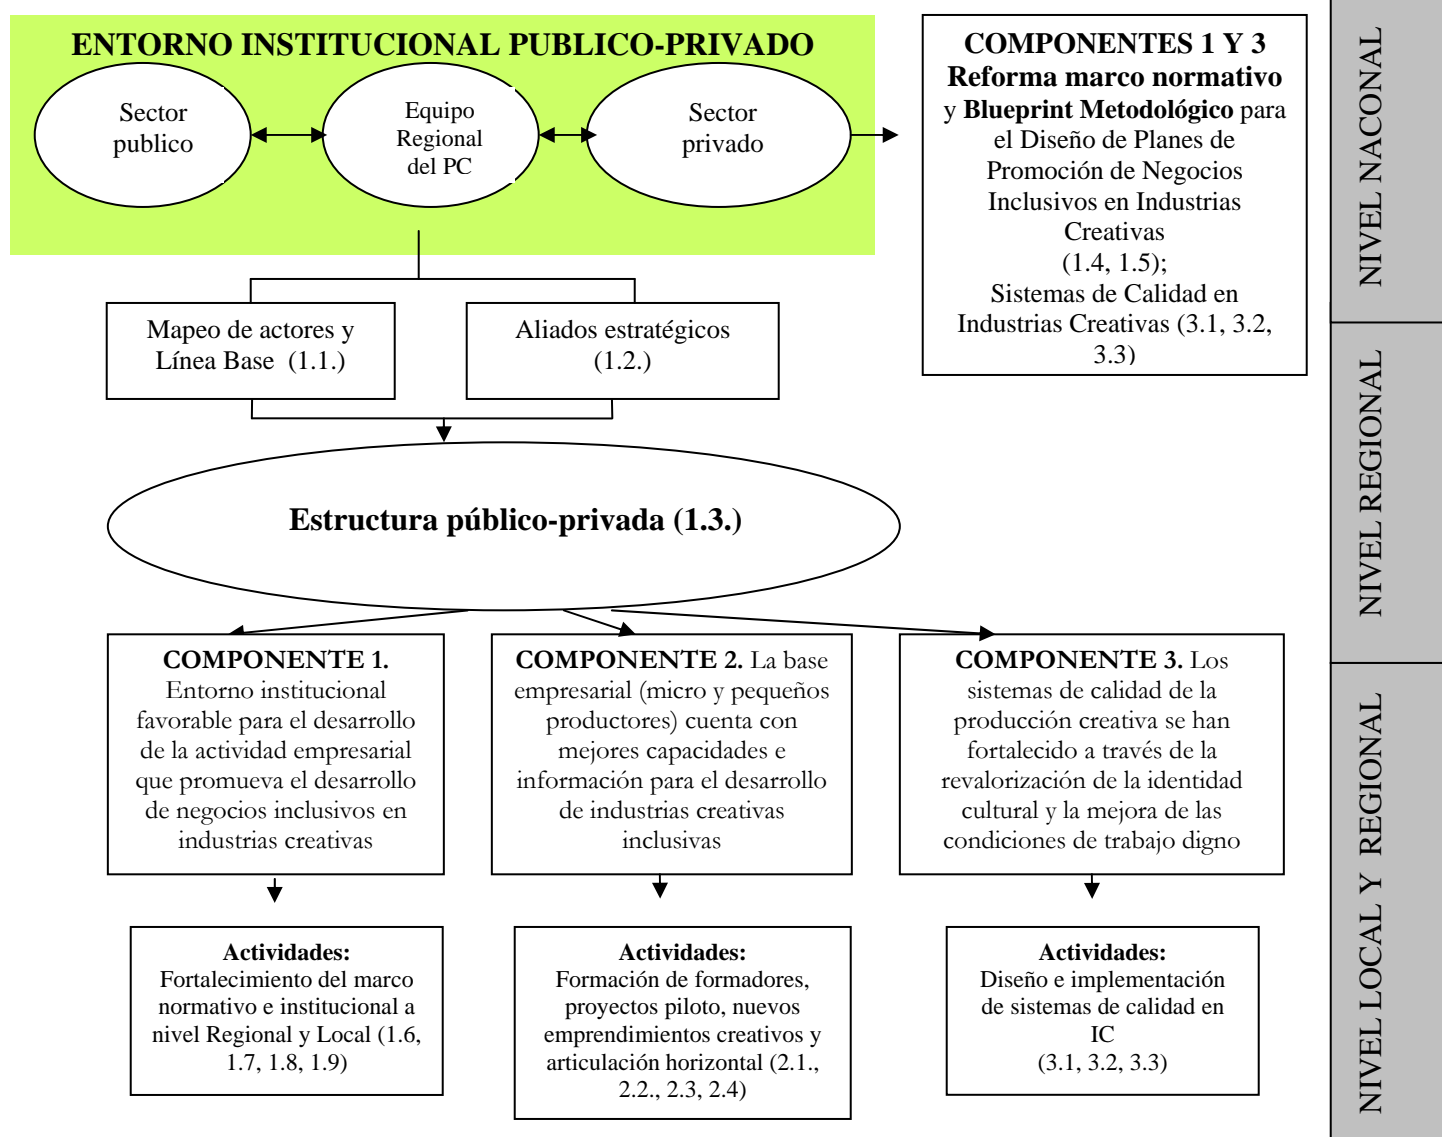 ENTORNO INSTITUCIONAL PUBLICO-PRIVADO
Sector
publico
Equipo
Regional
del PC
Sector
privado
COMPONENTES 1 Y 3
Reforma marco normativo
y Blueprint Metodológico para
el Diseño de Planes de
Promoción de Negocios
Inclusivos en Industrias
Creativas
(1.4, 1.5);
Sistemas de Calidad en
Industrias Creativas (3.1, 3.2,
3.3)
NIVEL NACONAL
Mapeo de actores y
Línea Base (1.1.)
Aliados estratégicos
(1.2.)
NIVEL REGIONAL
Estructura público-privada (1.3.)
COMPONENTE 1.
Entorno institucional
favorable para el desarrollo
de la actividad empresarial
que promueva el desarrollo
de negocios inclusivos en
industrias creativas
COMPONENTE 2. La base
empresarial (micro y pequeños
productores) cuenta con
mejores capacidades e
información para el desarrollo
de industrias creativas
inclusivas
COMPONENTE 3. Los
sistemas de calidad de la
producción creativa se han
fortalecido a través de la
revalorización de la identidad
cultural y la mejora de las
condiciones de trabajo digno
NIVEL LOCAL Y REGIONAL
Actividades:
Fortalecimiento del marco
normativo e institucional a
nivel Regional y Local (1.6,
1.7, 1.8, 1.9)
Actividades:
Formación de formadores,
proyectos piloto, nuevos
emprendimientos creativos y
articulación horizontal (2.1.,
2.2., 2.3, 2.4)
Actividades:
Diseño e implementación
de sistemas de calidad en
IC
(3.1, 3.2, 3.3)